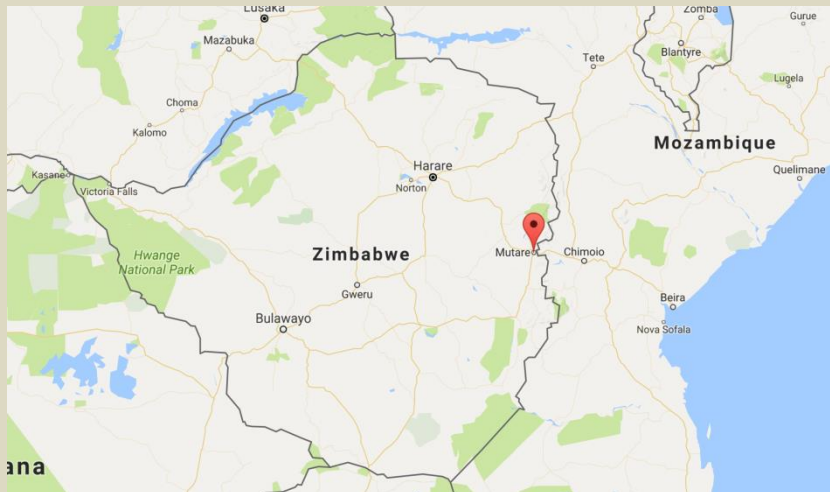 Lusaka
Zomba
Gurue
Mazabuka
Blantyre
Tete
Lugela
Choma
Kalomo
Mozambique
Harare
Kasane
Quelimane
Victoria Falls
Norton
Hwange
National Park
Zimbabwe
Mutare
Chimoio
Gweru
Beira
Bulawayo
Nova Sofala
ana